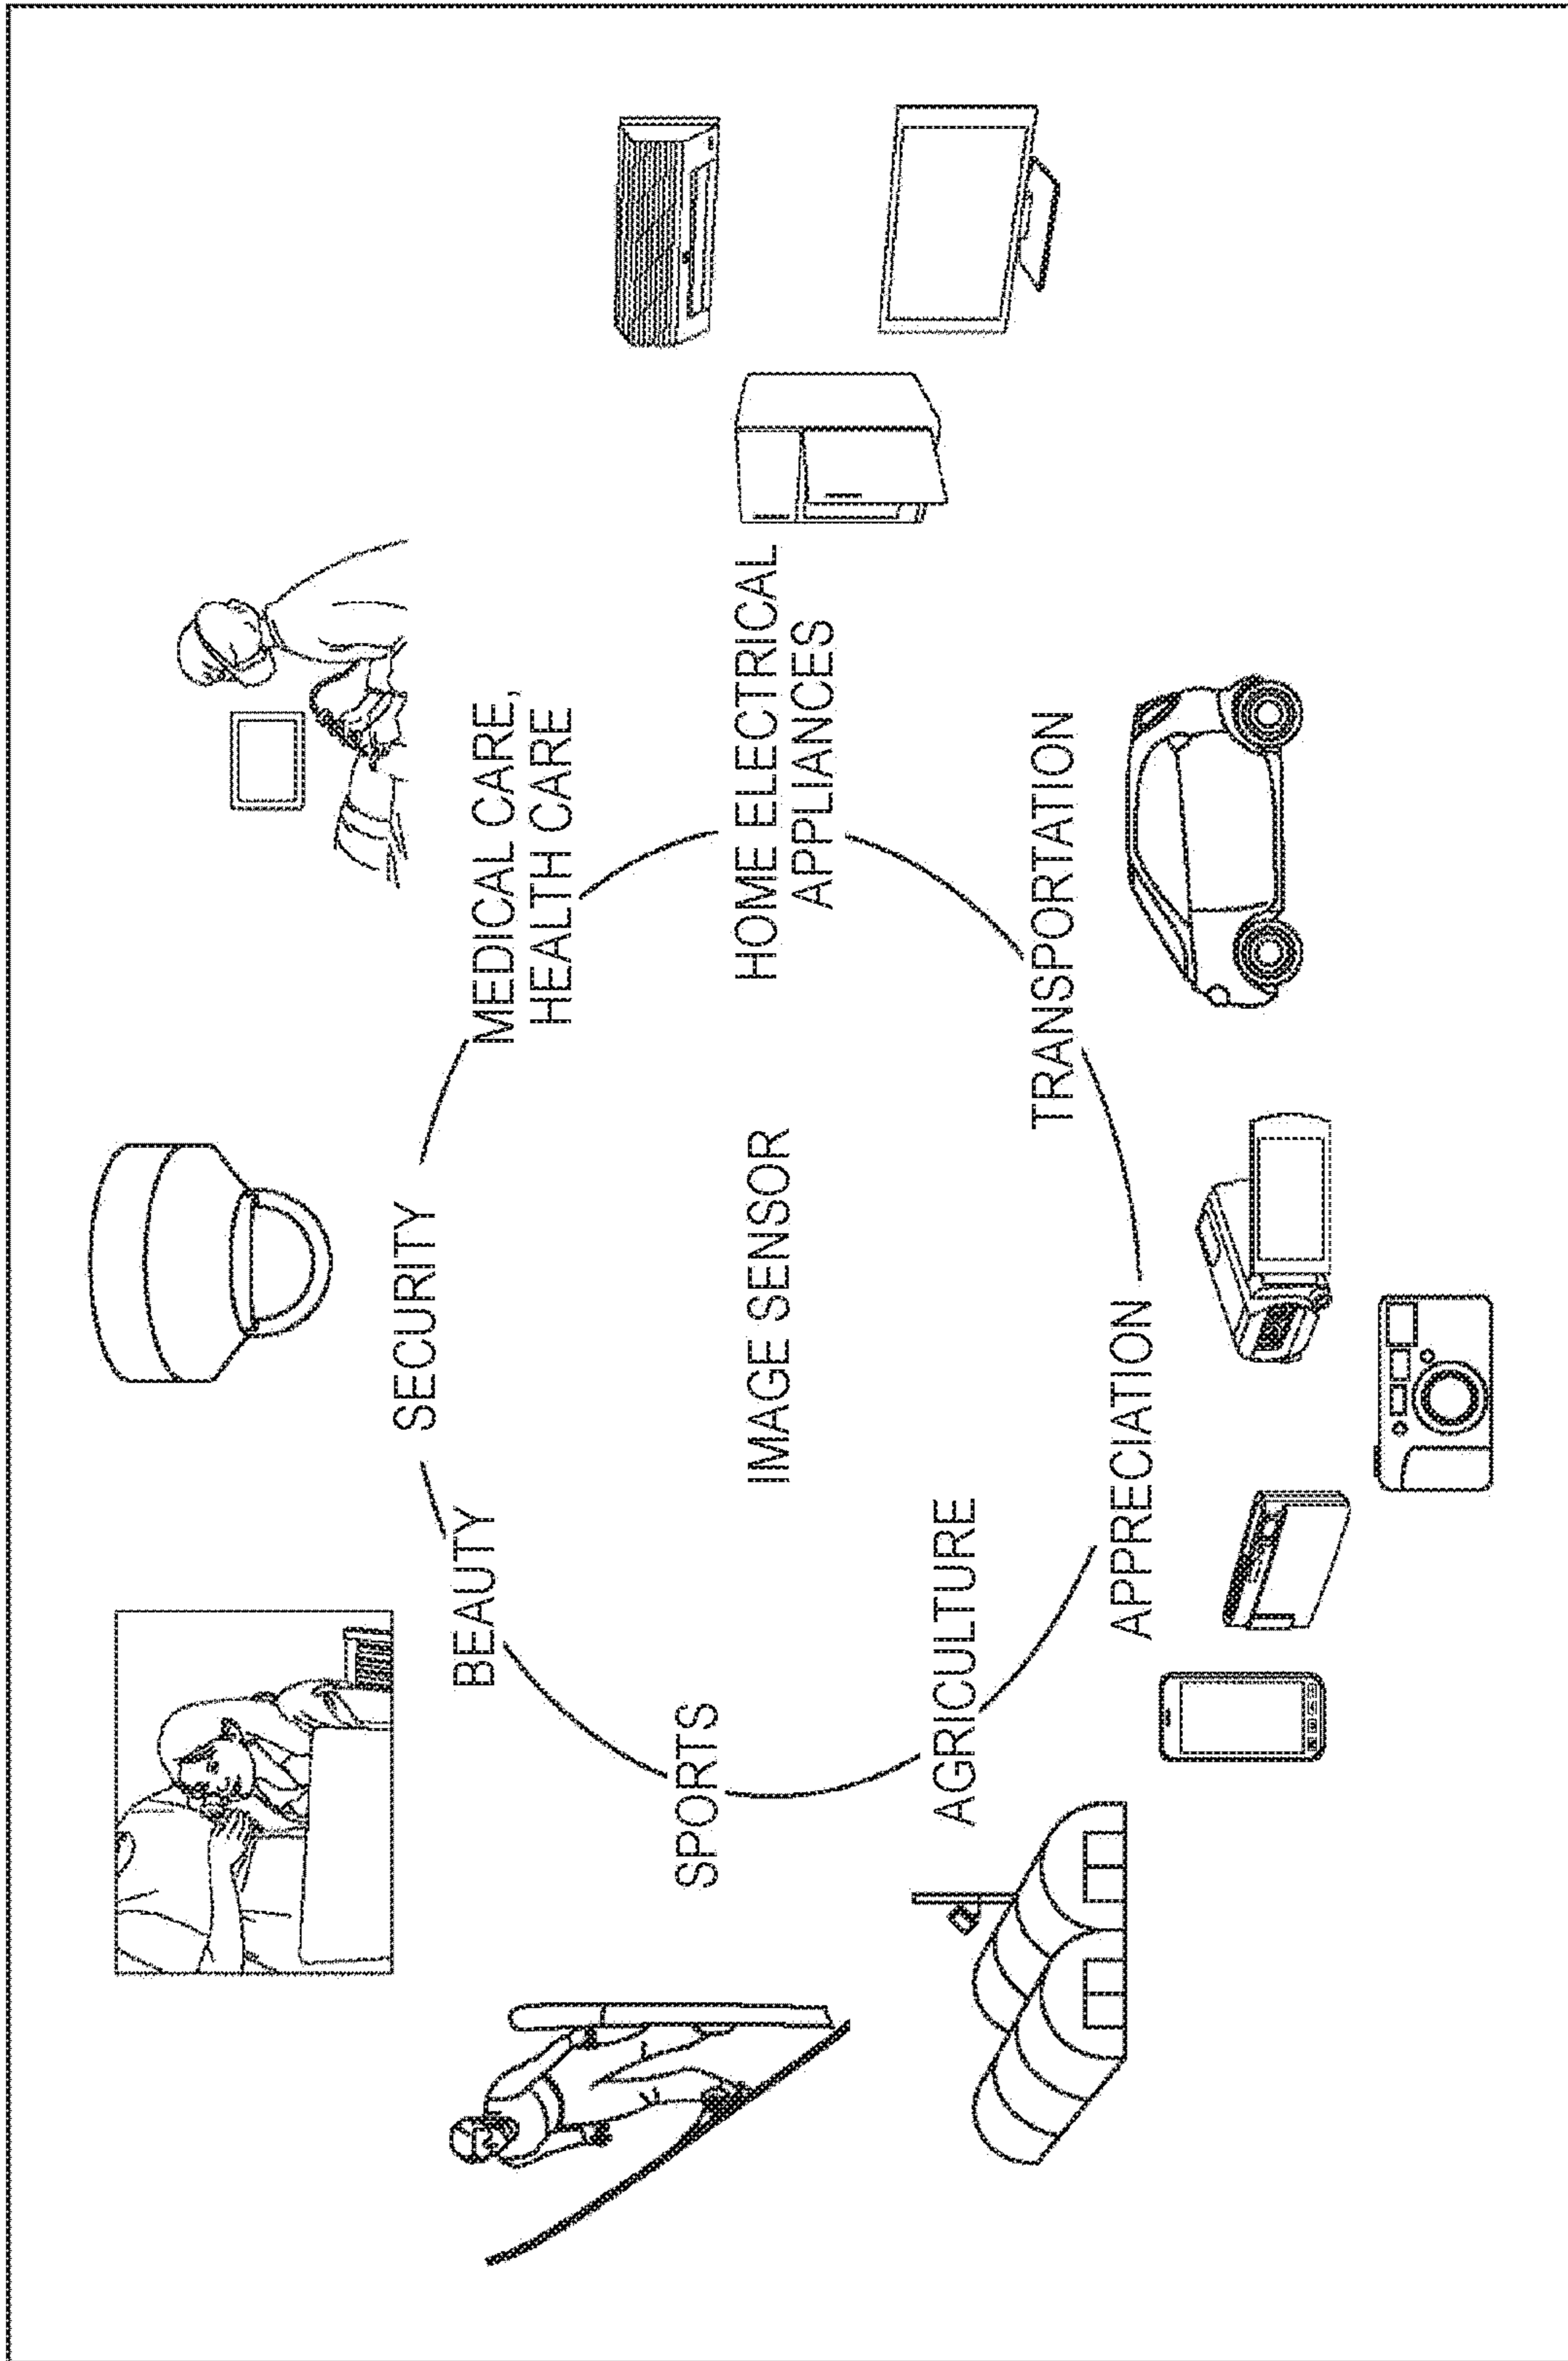 SECURITY
BEAUTY
MEDICAL CARE,
HEALTH CARE
SPORTS
IMAGE SENSOR
HOME ELECTRICAL
APPLIANCES
AGRICULTURE
TRANSPORTATION
APPRECIATION